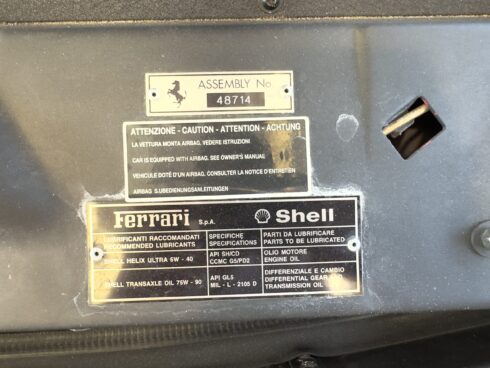 ASSEMBLY No
48714
ATTENZIONE - CAUTION - ATTENTION - ACHTUNG
LA VETTURA MONTA AIRBAG, VEDERE ISTRUZIONI
CAR IS EQUIPPED WITH AIRBAG. SEE OWNER'S MANUAL
VEHICULE DOTÉ D'UN AIRBAG, CONSULTER LA NOTICE D'ENTRETIEN
AIRBAG S.UBEDIENUNGSANLEITUNGEN
Ferrari S.p.A. Shell
LUBRIFICANTI RACCOMANDATI SPECIFICHE PARTI DA LUBRIFICARE
RECOMMENDED LUBRICANTS SPECIFICATIONS PARTS TO BE LUBRICATED
SHELL HELIX ULTRA 5W - 40 API SH/CD OLIO MOTORE
CCMC G5/PD2 ENGINE OIL
SHELL TRANSAXLE OIL 75W - 90 API GL5 DIFFERENZIALE E CAMBIO
MIL - L - 2105 D DIFFERENTIAL GEAR AND
TRANSMISSION OIL